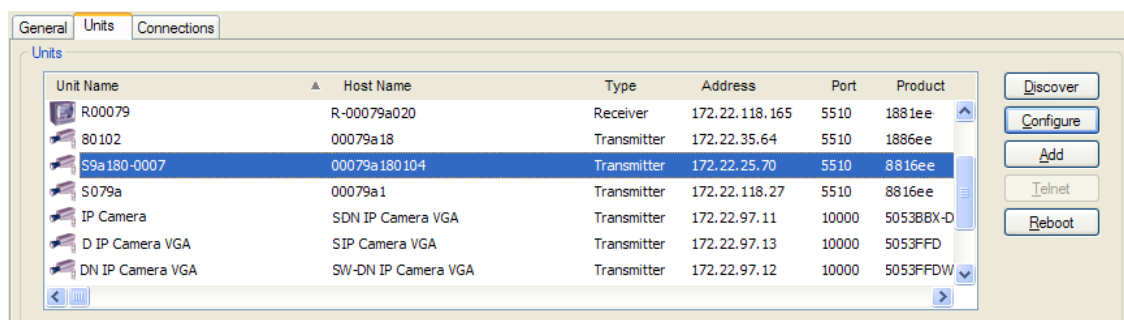 General Units Connections
Units
Unit Name Host Name Type Address Port Product
R00079 R-00079a020 Receiver 172.22.118.165 5510 1881ee
80102 00079a18 Transmitter 172.22.35.64 5510 1886ee
S9a180-0007 00079a180104 Transmitter 172.22.25.70 5510 8816ee
S079a 00079a1 Transmitter 172.22.118.27 5510 8816ee
IP Camera SDN IP Camera VGA Transmitter 172.22.97.11 10000 5053BBX-D
D IP Camera VGA SIP Camera VGA Transmitter 172.22.97.13 10000 5053FFD
DN IP Camera VGA SW-DN IP Camera VGA Transmitter 172.22.97.12 10000 5053FFDW
Discover
Configure
Add
Telnet
Reboot